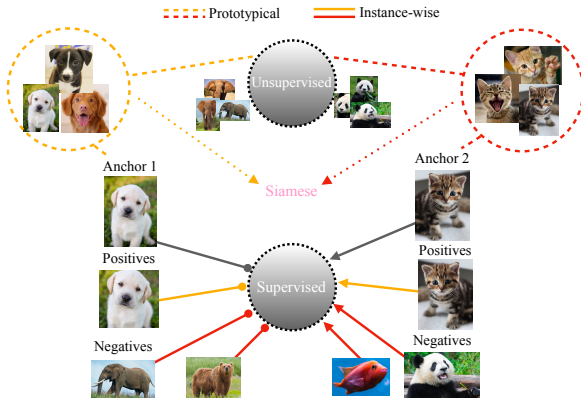 Prototypical
Instance-wise
Unsupervised
Anchor 1
Anchor 2
Siamese
Positives
Positives
Supervised
Negatives
Negatives